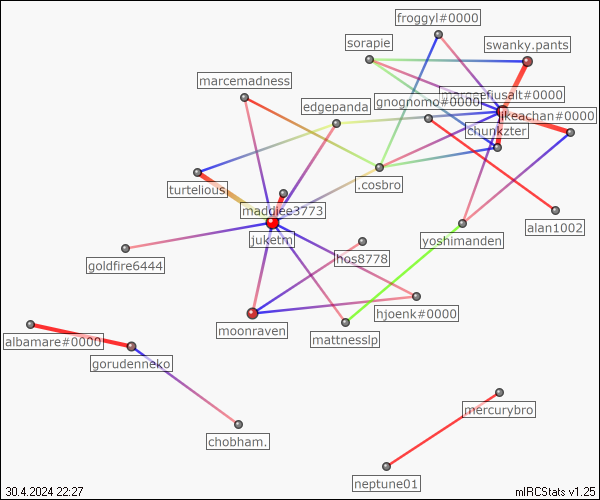 froggyl#0000
sorapie
swanky.pants
marcemadness
marceefiusalt#0000
gnognomo#0000
edgepanda
ikeachan#0000
chunkzter
.cosbro
turtelious
maddiee3773
alan1002
juketm
yoshimanden
hos8778
goldfire6444
hjoenk#0000
moonraven
mattnesslp
albamare#0000
gorudenneko
mercurybro
chobham.
neptune01
30.4.2024 22:27
mIRCStats v1.25